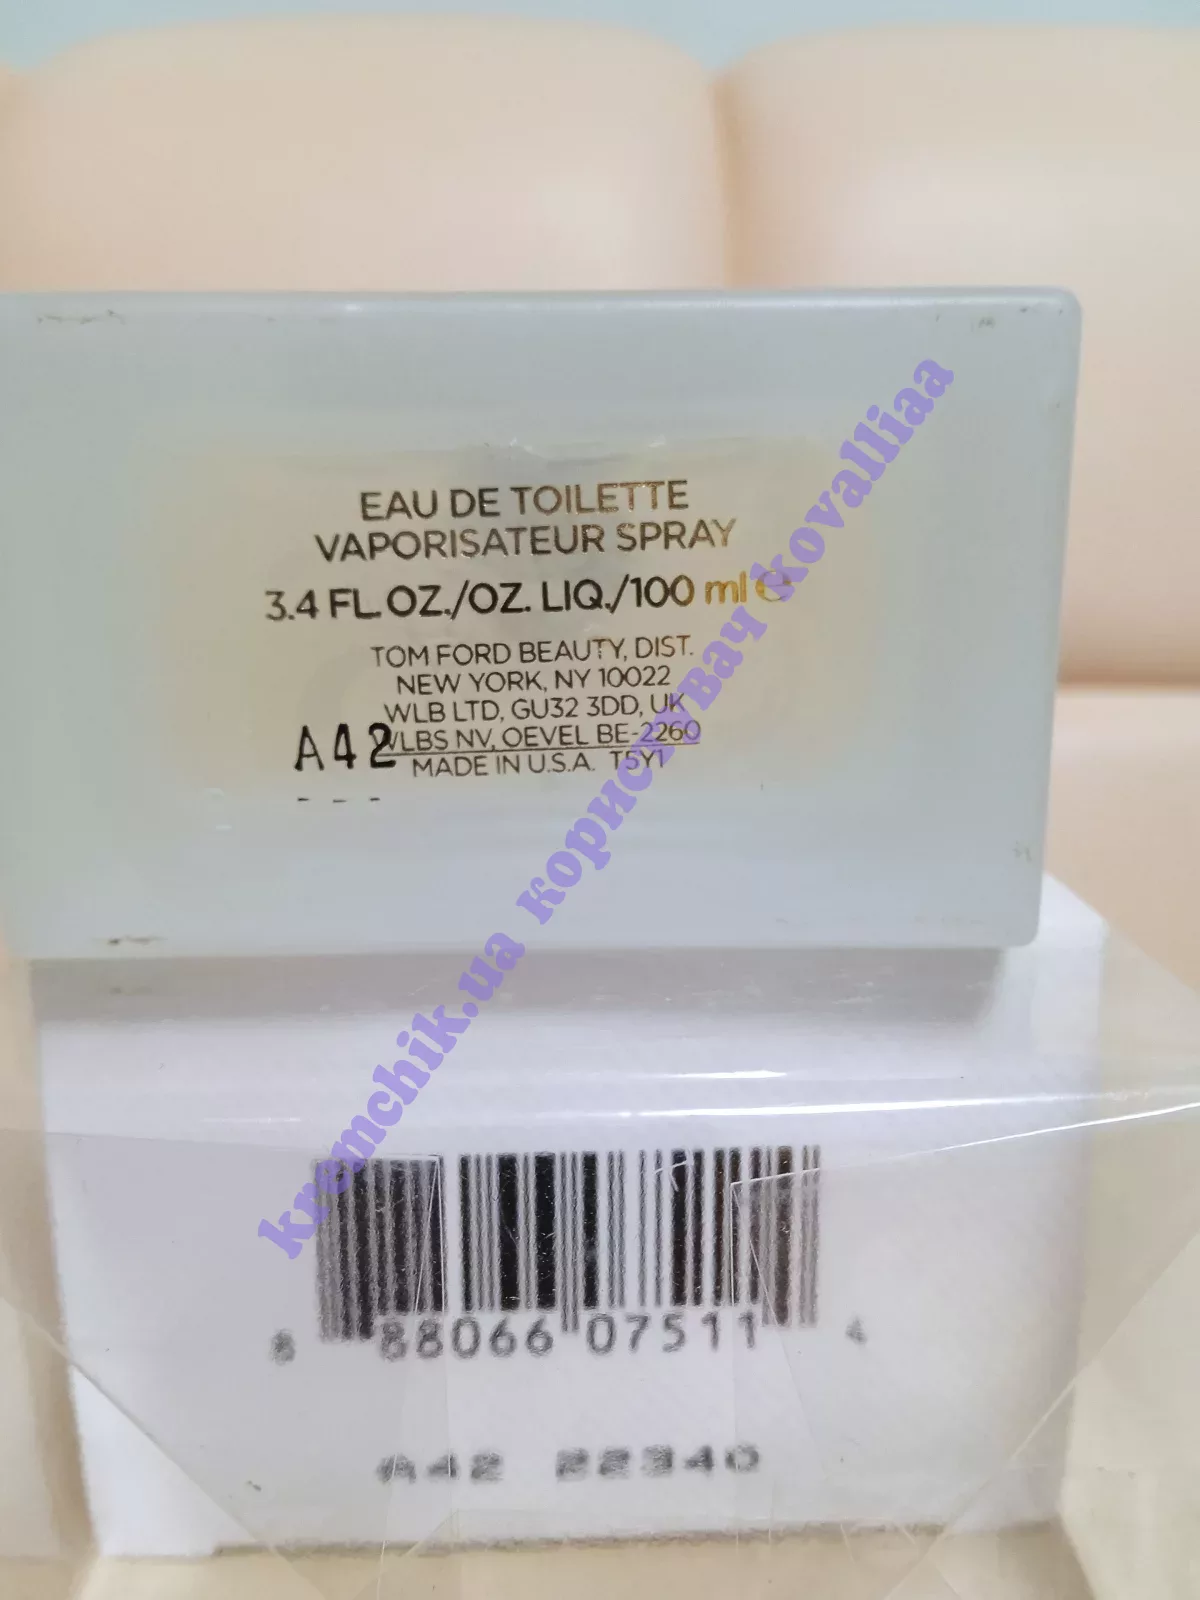 EAU DE TOILETTE
VAPORISATEUR SPRAY
3.4 FL.OZ./OZ. LIQ./100 ml ℮
TOM FORD BEAUTY, DIST.
NEW YORK, NY 10022
WLB LTD, GU32 3DD, UK
WLBS NV, OEVEL BE-2260
A42 MADE IN U.S.A. T5Y1
kremchik.ua користувач kovalliaa
8 88066 07511 4
A42 22340